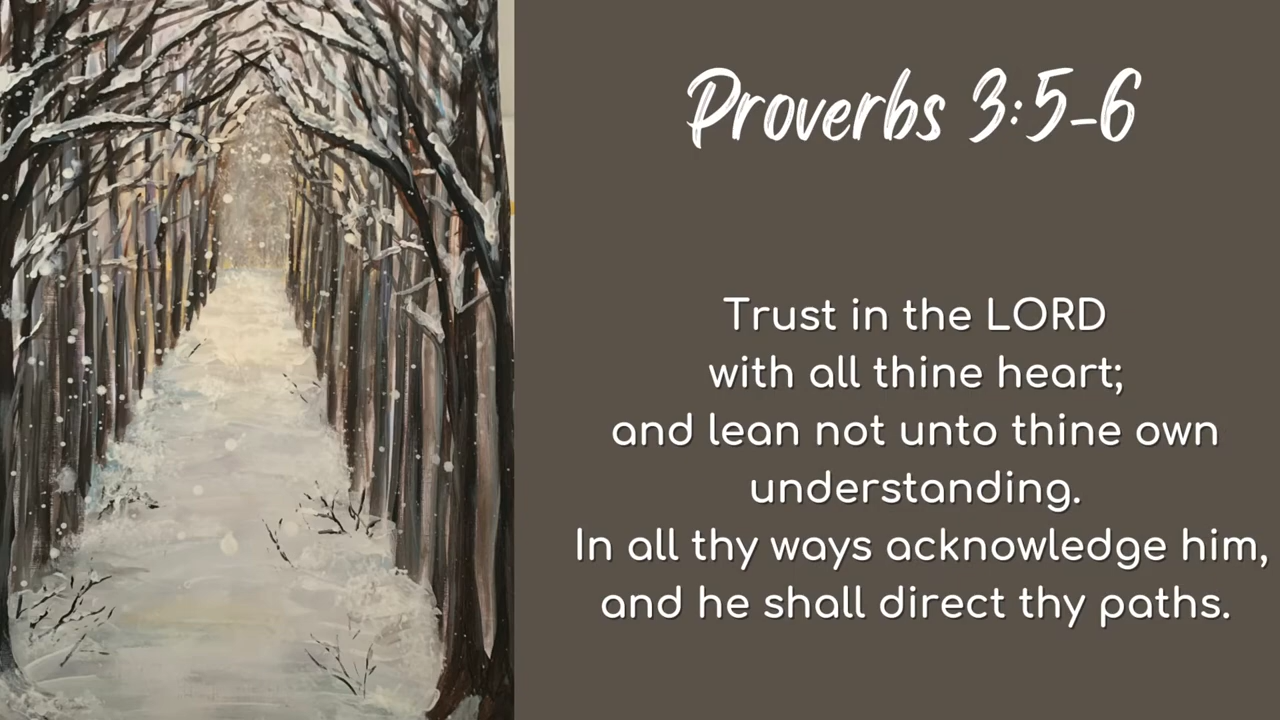 Proverbs 3:5-6
Trust in the LORD
with all thine heart;
and lean not unto thine own
understanding.
In all thy ways acknowledge him,
and he shall direct thy paths.